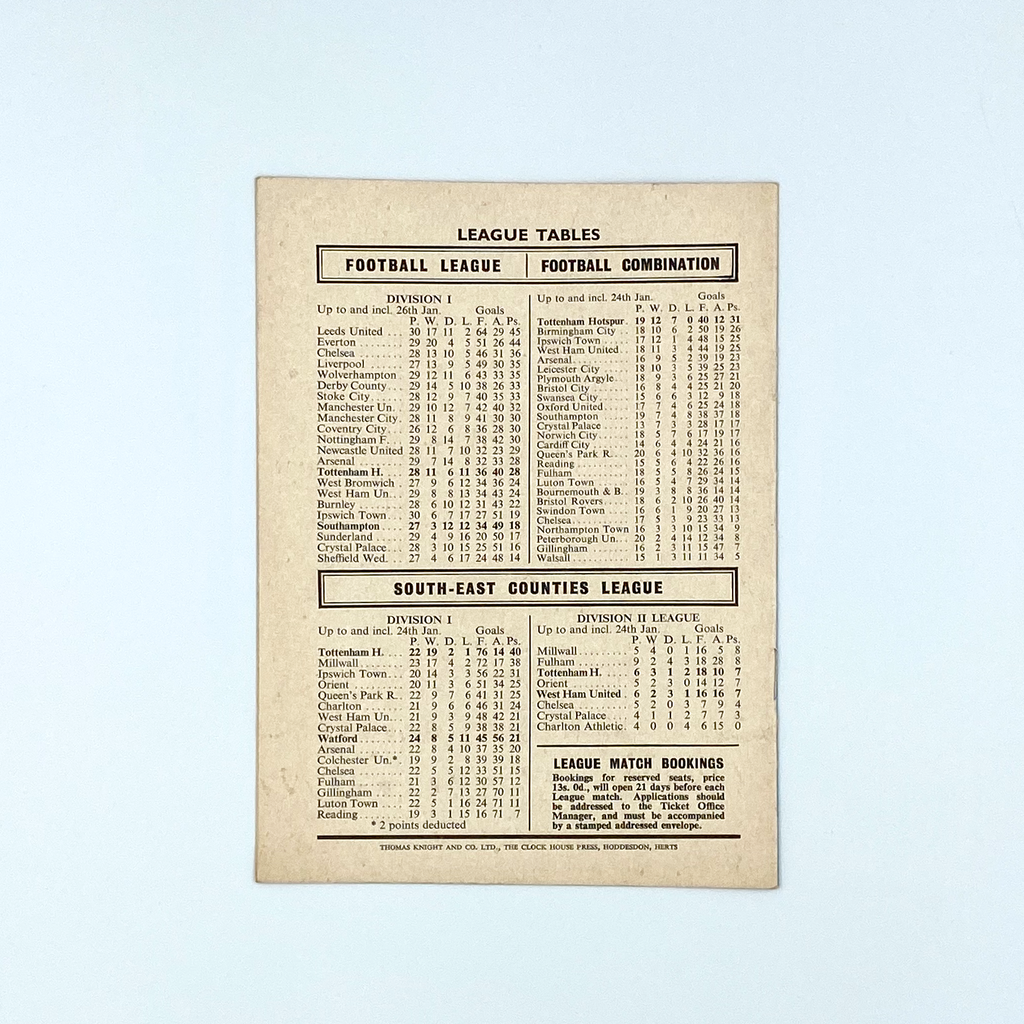 LEAGUE TABLES
FOOTBALL LEAGUE
DIVISION I
Up to and incl. 26th Jan. Goals
P. W. D. L. F. A. Ps.
Leeds United ... 30 17 11 2 64 29 45
Everton ........ 29 20 4 5 51 26 44
Chelsea ........ 28 13 10 5 46 31 36
Liverpool ...... 27 13 9 5 49 30 35
Wolverhampton . 29 12 11 6 43 33 35
Derby County... 29 14 5 10 38 26 33
Stoke City...... 28 12 9 7 40 35 33
Manchester Un. . 29 10 12 7 42 40 32
Manchester City. 28 11 8 9 41 30 30
Coventry City... 26 12 6 8 36 28 30
Nottingham F... 29 8 14 7 38 42 30
Newcastle United 28 11 7 10 32 23 29
Arsenal ........ 29 7 14 8 32 33 28
Tottenham H. ... 28 11 6 11 36 40 28
West Bromwich . 27 9 6 12 34 36 24
West Ham Un... 29 8 8 13 34 43 24
Burnley ........ 28 6 10 12 31 43 22
Ipswich Town... 30 6 7 17 27 51 19
Southampton .... 27 3 12 12 34 49 18
Sunderland ..... 29 4 9 16 20 50 17
Crystal Palace... 28 3 10 15 25 51 16
Sheffield Wed. .. 27 4 6 17 24 48 14
FOOTBALL COMBINATION
Up to and incl. 24th Jan. Goals
P. W. D. L. F. A. Ps.
Tottenham Hotspur. 19 12 7 0 40 12 31
Birmingham City .. 18 10 6 2 50 19 26
Ipswich Town ..... 17 12 1 4 48 15 25
West Ham United.. 18 11 3 4 44 19 25
Arsenal .......... 16 9 5 2 39 19 23
Leicester City .... 18 10 3 5 39 25 23
Plymouth Argyle.. 18 9 3 6 25 27 21
Bristol City ...... 16 8 4 4 25 21 20
Swansea City..... 15 6 6 3 12 9 18
Oxford United.... 17 7 4 6 25 24 18
Southampton ..... 19 7 4 8 38 37 18
Crystal Palace .... 13 7 3 3 28 17 17
Norwich City ..... 18 5 7 6 17 19 17
Cardiff City ...... 14 6 4 4 24 21 16
Queen's Park R.... 20 6 4 10 32 36 16
Reading .......... 15 5 6 4 22 26 16
Fulham .......... 18 5 5 8 26 24 15
Luton Town ...... 16 5 4 7 29 34 14
Bournemouth & B.. 19 3 8 8 36 14 14
Bristol Rovers..... 18 6 2 10 26 40 14
Swindon Town .... 16 6 1 9 20 27 13
Chelsea........... 17 5 3 9 23 33 13
Northampton Town 16 3 3 10 15 34 9
Peterborough Un... 20 2 4 14 12 34 8
Gillingham ....... 16 2 3 11 15 47 7
Walsall ........... 15 1 3 11 11 34 5
SOUTH-EAST COUNTIES LEAGUE
DIVISION I
Up to and incl. 24th Jan. Goals
P. W. D. L. F. A. Ps.
Tottenham H. ... 22 19 2 1 76 14 40
Millwall ........ 23 17 4 2 72 17 38
Ipswich Town... 20 14 3 3 56 22 31
Orient .......... 20 11 3 6 51 34 25
Queen's Park R.. 22 9 7 6 41 31 25
Charlton ........ 21 9 6 6 46 31 24
West Ham Un... 21 9 3 9 48 42 21
Crystal Palace... 22 8 5 9 38 38 21
Watford ........ 24 8 5 11 45 56 21
Arsenal ........ 22 8 4 10 37 35 20
Colchester Un.*. 19 9 2 8 39 39 18
Chelsea ........ 22 5 5 12 33 51 15
Fulham ........ 21 3 6 12 30 57 12
Gillingham ..... 22 2 7 13 27 70 11
Luton Town .... 22 5 1 16 24 71 11
Reading ........ 19 3 1 15 16 71 7
* 2 points deducted
DIVISION II LEAGUE
Up to and incl. 24th Jan. Goals
P. W D. L. F. A. Ps.
Millwall ......... 5 4 0 1 16 5 8
Fulham ......... 9 2 4 3 18 28 8
Tottenham H. .... 6 3 1 2 18 10 7
Orient ......... 5 2 3 0 14 12 7
West Ham United . 6 2 3 1 16 16 7
Chelsea ......... 5 2 0 3 7 9 4
Crystal Palace .... 4 1 1 2 7 7 3
Charlton Athletic. 4 0 0 4 6 15 0
LEAGUE MATCH BOOKINGS
Bookings for reserved seats, price
13s. 0d., will open 21 days before each
League match. Applications should
be addressed to the Ticket Office
Manager, and must be accompanied
by a stamped addressed envelope.
THOMAS KNIGHT AND CO. LTD., THE CLOCK HOUSE PRESS, HODDESDON, HERTS